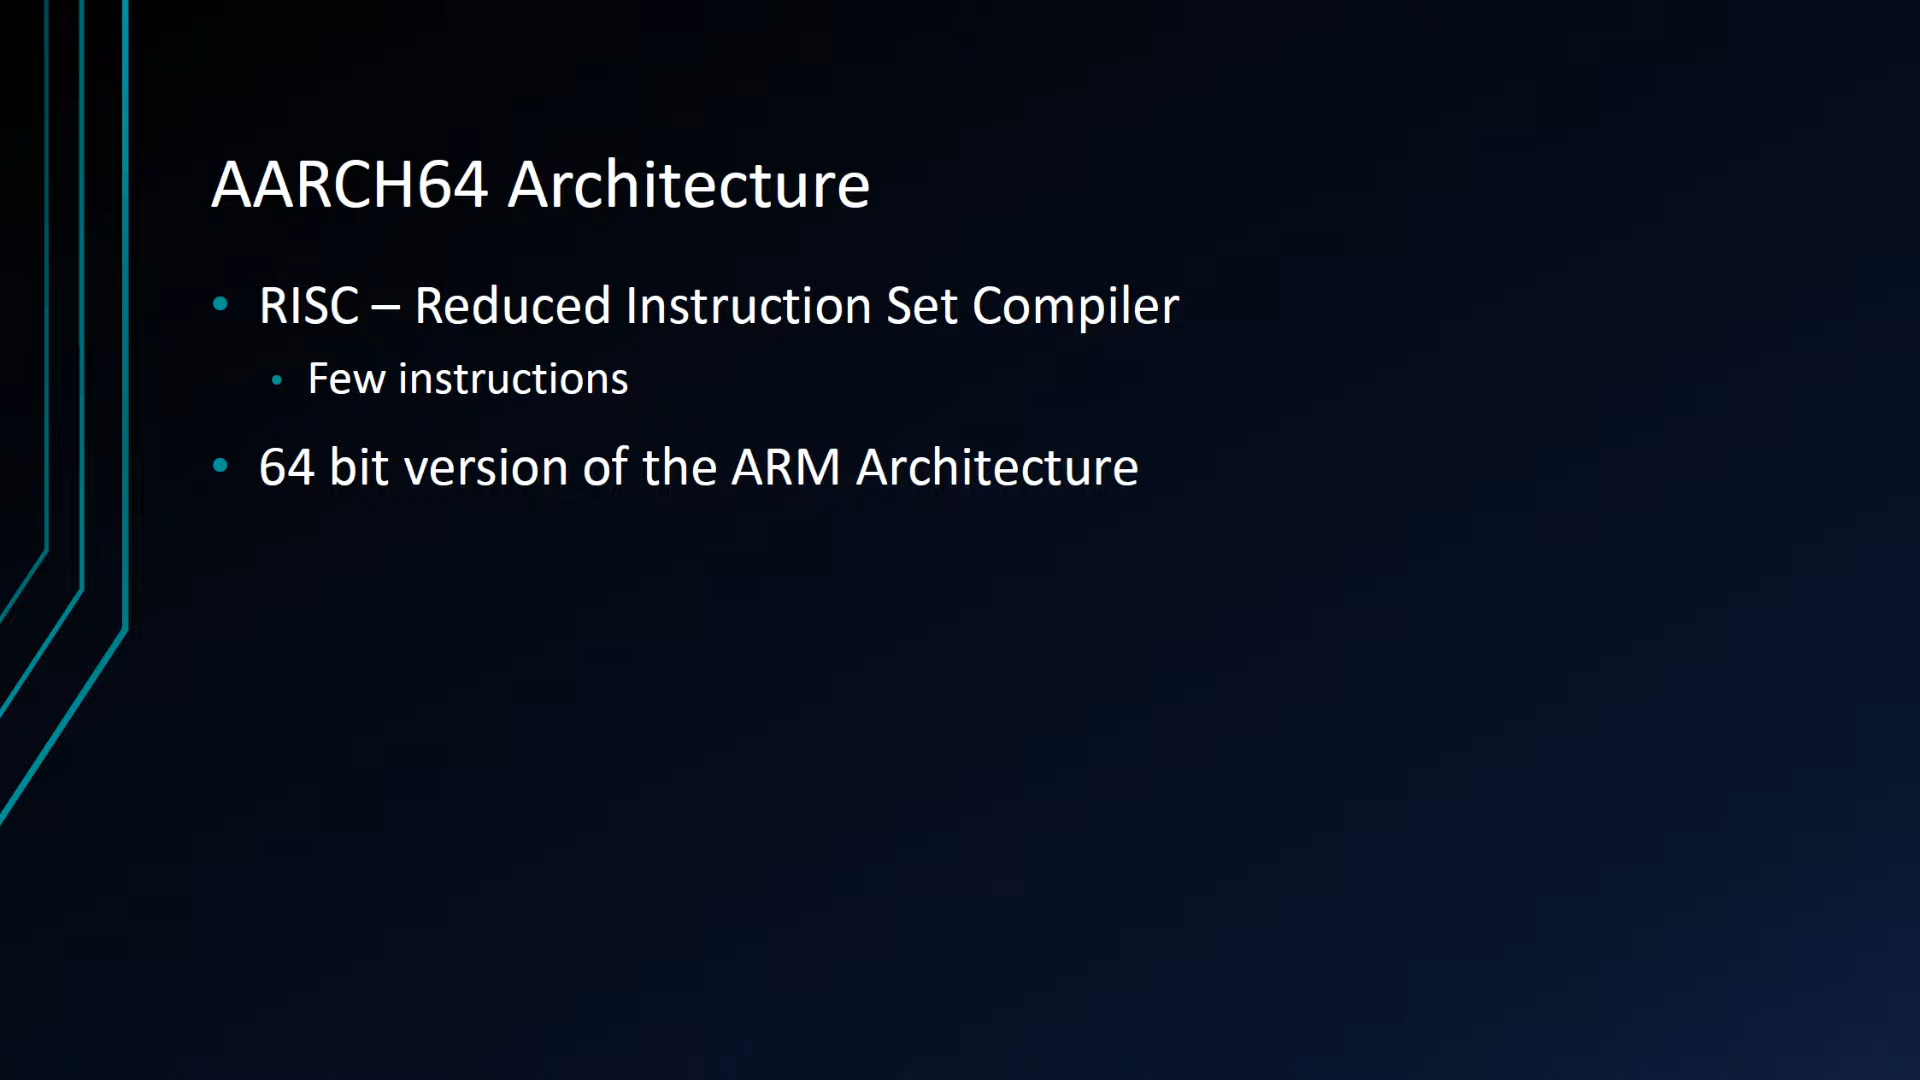 AARCH64 Architecture
• RISC – Reduced Instruction Set Compiler
• Few instructions
• 64 bit version of the ARM Architecture